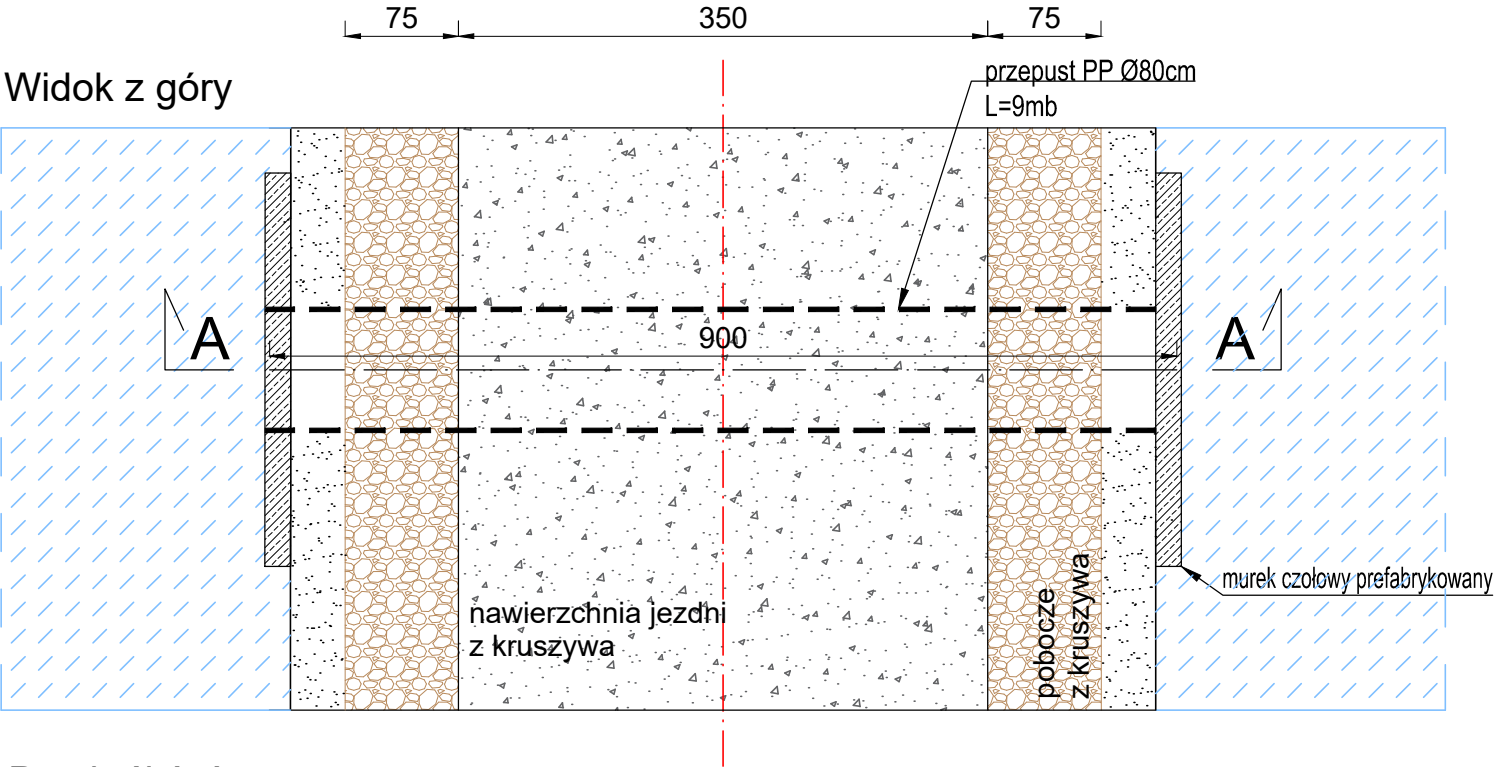 75
350
75
Widok z góry
przepust PP Ø80cm
L=9mb
A
900
A
murek czołowy prefabrykowany
nawierzchnia jezdni
z kruszywa
pobocze
z kruszywa